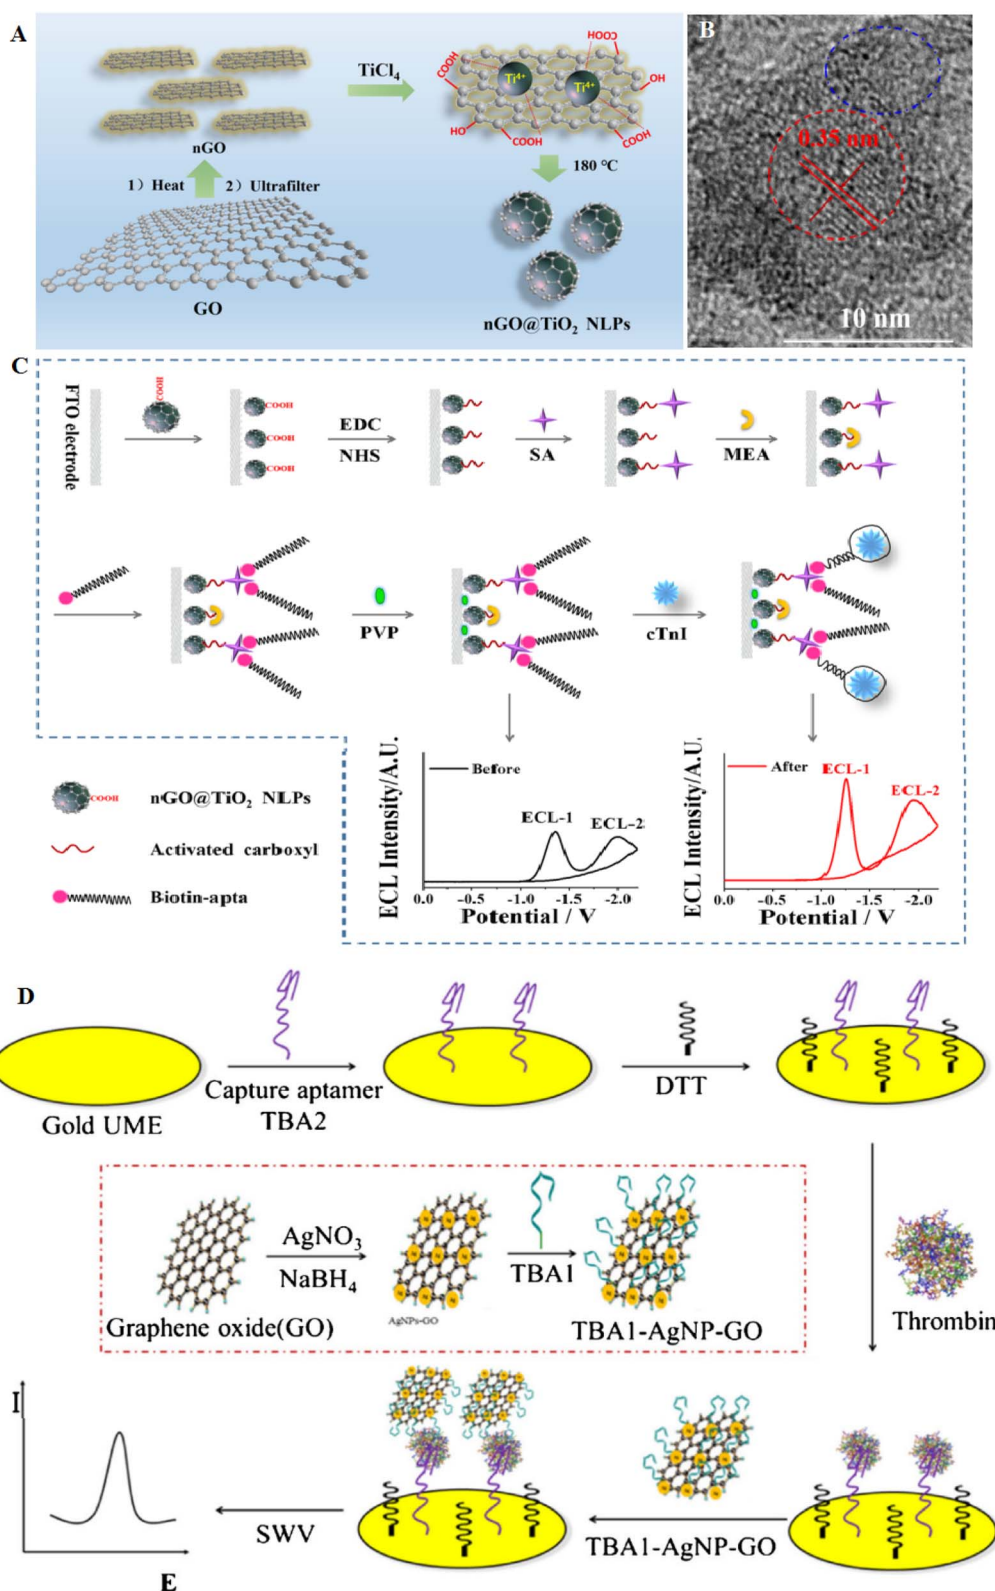 A
TiCl₄
COOH
HOOC
Ti⁴⁺
Ti⁴⁺
OH
HO
COOH
COOH
nGO
1）Heat 2）Ultrafilter
180 ℃
GO
nGO@TiO₂ NLPs
B
0.35 nm
10 nm
C
FTO electrode
COOH
COOH
COOH
COOH
EDC
NHS
SA
MEA
PVP
cTnI
COOH
nGO@TiO₂ NLPs
Activated carboxyl
Biotin-apta
ECL Intensity/A.U.
Before
ECL-1
ECL-2
0.0 -0.5 -1.0 -1.5 -2.0
Potential / V
ECL Intensity/A.U.
After
ECL-1
ECL-2
0.0 -0.5 -1.0 -1.5 -2.0
Potential / V
D
Gold UME
Capture aptamer
TBA2
DTT
AgNO₃
NaBH₄
Graphene oxide(GO)
AgNPs-GO
TBA1
TBA1-AgNP-GO
Thrombin
I
E
SWV
TBA1-AgNP-GO